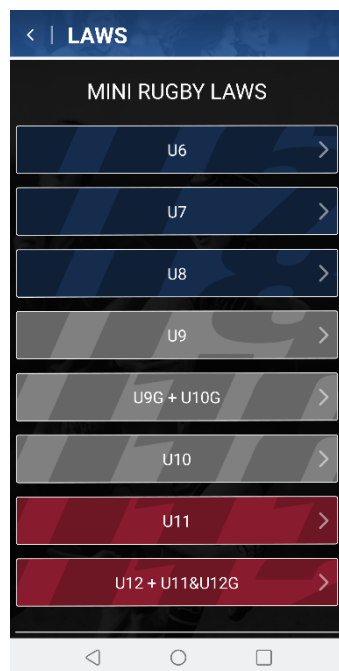 < | LAWS
MINI RUGBY LAWS
U6
U7
U8
U9
U9G + U10G
U10
U11
U12 + U11&U12G